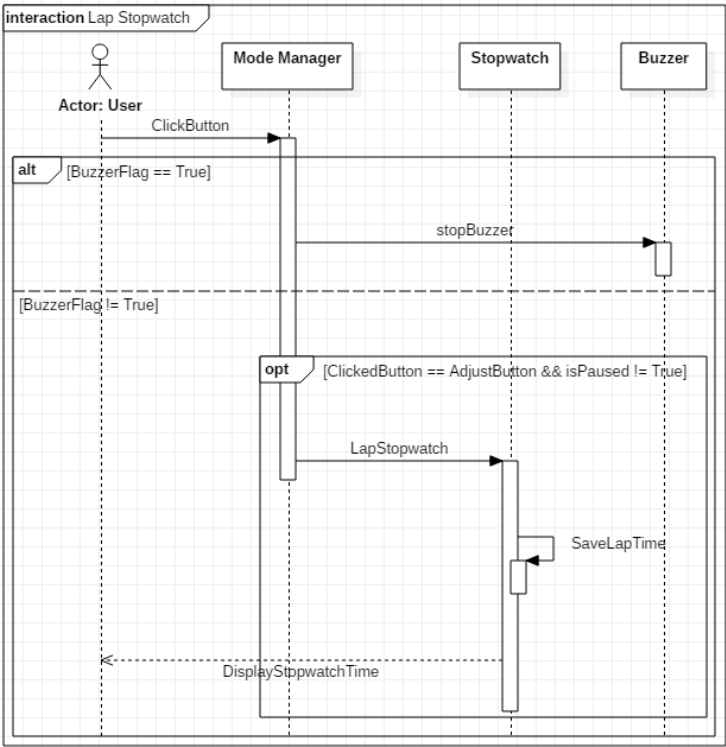 interaction Lap Stopwatch
Mode Manager
Stopwatch
Buzzer
Actor: User
ClickButton
alt
[BuzzerFlag == True]
stopBuzzer
[BuzzerFlag != True]
opt
[ClickedButton == AdjustButton && isPaused != True]
LapStopwatch
SaveLapTime
DisplayStopwatchTime